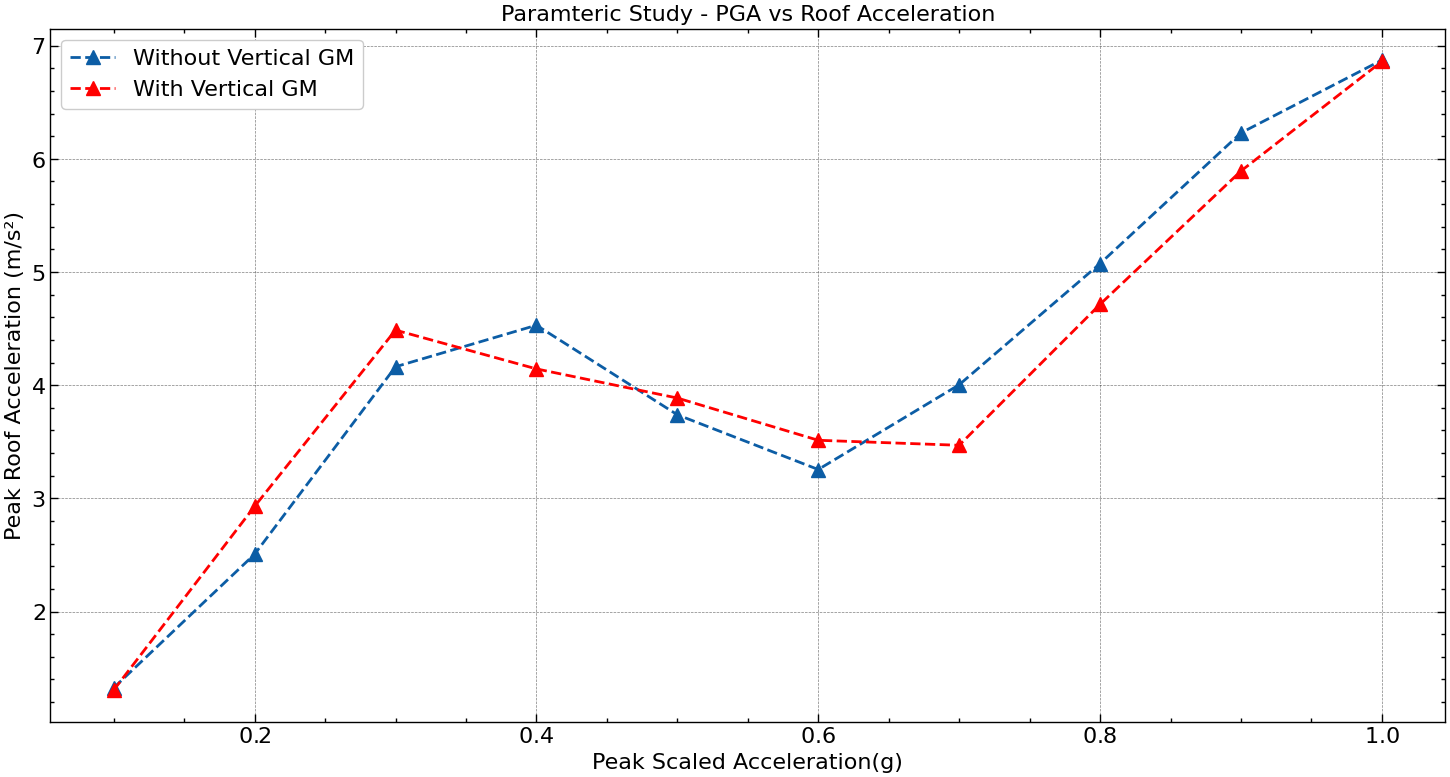 Paramteric Study - PGA vs Roof Acceleration
Without Vertical GM
With Vertical GM
Peak Roof Acceleration (m/s²)
7
6
5
4
3
2
0.2
0.4
0.6
0.8
1.0
Peak Scaled Acceleration(g)